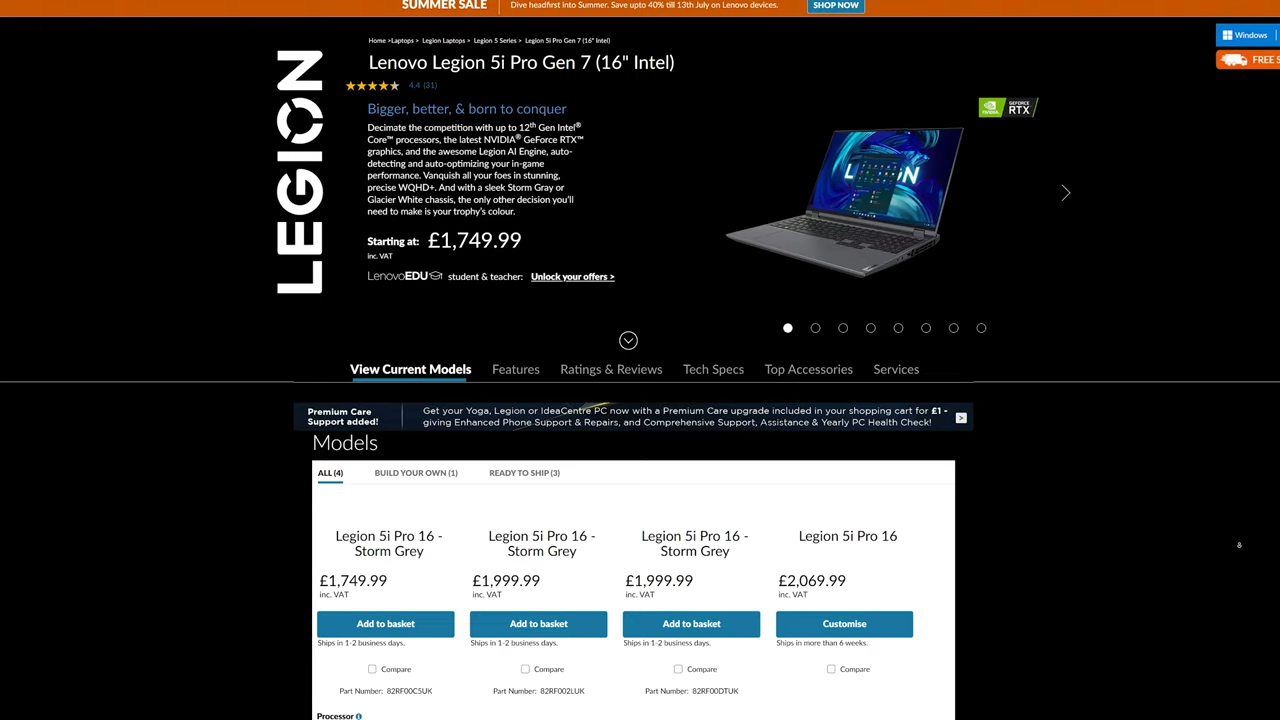 SUMMER SALE
Dive headfirst into Summer. Save upto 40% till 13th July on Lenovo devices.
SHOP NOW
Windows
FREE S
Home >Laptops > Legion Laptops > Legion 5 Series > Legion 5i Pro Gen 7 (16" Intel)
LEGION
Lenovo Legion 5i Pro Gen 7 (16" Intel)
4.4 (31)
Bigger, better, & born to conquer
NVIDIA
GEFORCE
RTX
Decimate the competition with up to 12th Gen Intel®
Core™ processors, the latest NVIDIA® GeForce RTX™
graphics, and the awesome Legion AI Engine, auto-
detecting and auto-optimizing your in-game
performance. Vanquish all your foes in stunning,
precise WQHD+. And with a sleek Storm Gray or
Glacier White chassis, the only other decision you'll
need to make is your trophy's colour.
Starting at: £1,749.99
inc. VAT
LenovoEDU student & teacher: Unlock your offers >
View Current Models Features Ratings & Reviews Tech Specs Top Accessories Services
Premium Care
Support added!
Get your Yoga, Legion or IdeaCentre PC now with a Premium Care upgrade included in your shopping cart for £1 -
giving Enhanced Phone Support & Repairs, and Comprehensive Support, Assistance & Yearly PC Health Check!
>
Models
ALL (4) BUILD YOUR OWN (1) READY TO SHIP (3)
Legion 5i Pro 16 -
Storm Grey
£1,749.99
inc. VAT
Add to basket
Ships in 1-2 business days.
Compare
Part Number: 82RF00C5UK
Legion 5i Pro 16 -
Storm Grey
£1,999.99
inc. VAT
Add to basket
Ships in 1-2 business days.
Compare
Part Number: 82RF002LUK
Legion 5i Pro 16 -
Storm Grey
£1,999.99
inc. VAT
Add to basket
Ships in 1-2 business days.
Compare
Part Number: 82RF00DTUK
Legion 5i Pro 16
£2,069.99
inc. VAT
Customise
Ships in more than 6 weeks.
Compare
Processor